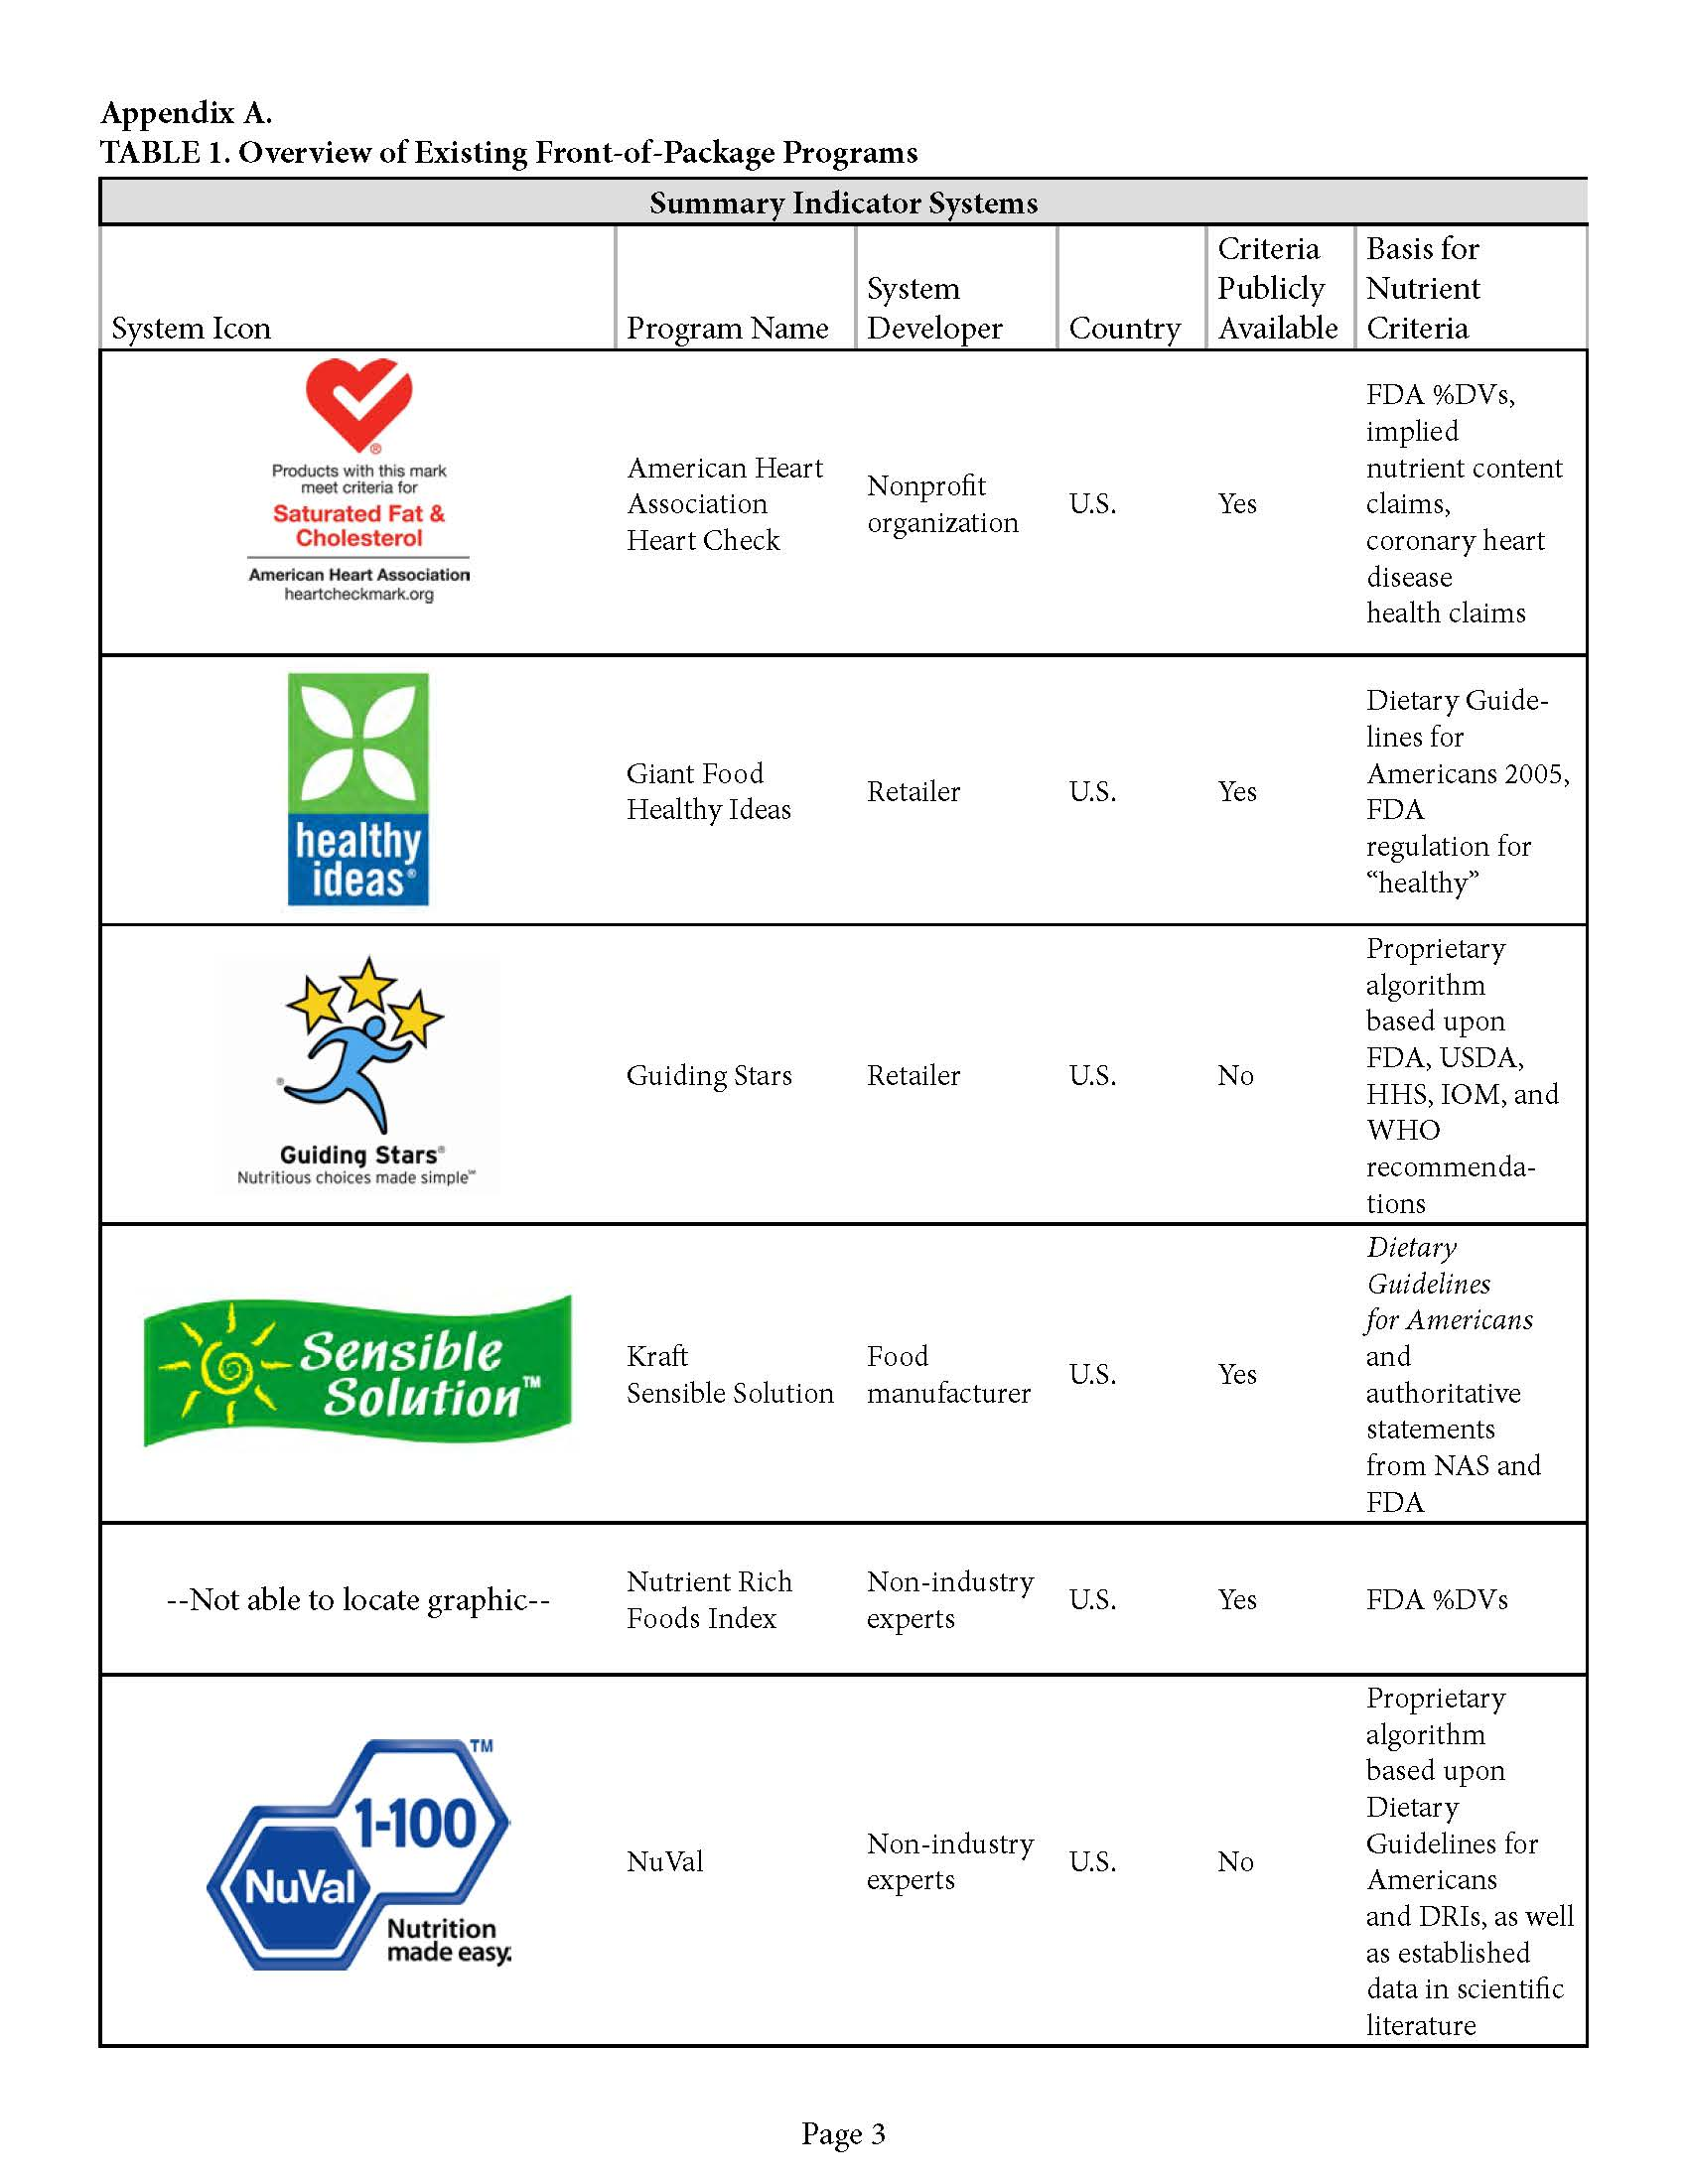 Appendix A.
TABLE 1. Overview of Existing Front-of-Package Programs
Summary Indicator Systems
System Icon
Program Name
System
Developer
Country
Criteria
Publicly
Available
Basis for
Nutrient
Criteria
®
Products with this mark
meet criteria for
Saturated Fat &
Cholesterol
American Heart Association
heartcheckmark.org
American Heart
Association
Heart Check
Nonprofit
organization
U.S.
Yes
FDA %DVs,
implied
nutrient content
claims,
coronary heart
disease
health claims
healthy
ideas®
Giant Food
Healthy Ideas
Retailer
U.S.
Yes
Dietary Guide-
lines for
Americans 2005,
FDA
regulation for
“healthy”
®
Guiding Stars®
Nutritious choices made simple℠
Guiding Stars
Retailer
U.S.
No
Proprietary
algorithm
based upon
FDA, USDA,
HHS, IOM, and
WHO
recommenda-
tions
Sensible
Solution™
Kraft
Sensible Solution
Food
manufacturer
U.S.
Yes
Dietary
Guidelines
for Americans
and
authoritative
statements
from NAS and
FDA
--Not able to locate graphic--
Nutrient Rich
Foods Index
Non-industry
experts
U.S.
Yes
FDA %DVs
TM
1-100
NuVal
Nutrition
made easy.
NuVal
Non-industry
experts
U.S.
No
Proprietary
algorithm
based upon
Dietary
Guidelines for
Americans
and DRIs, as well
as established
data in scientific
literature
Page 3